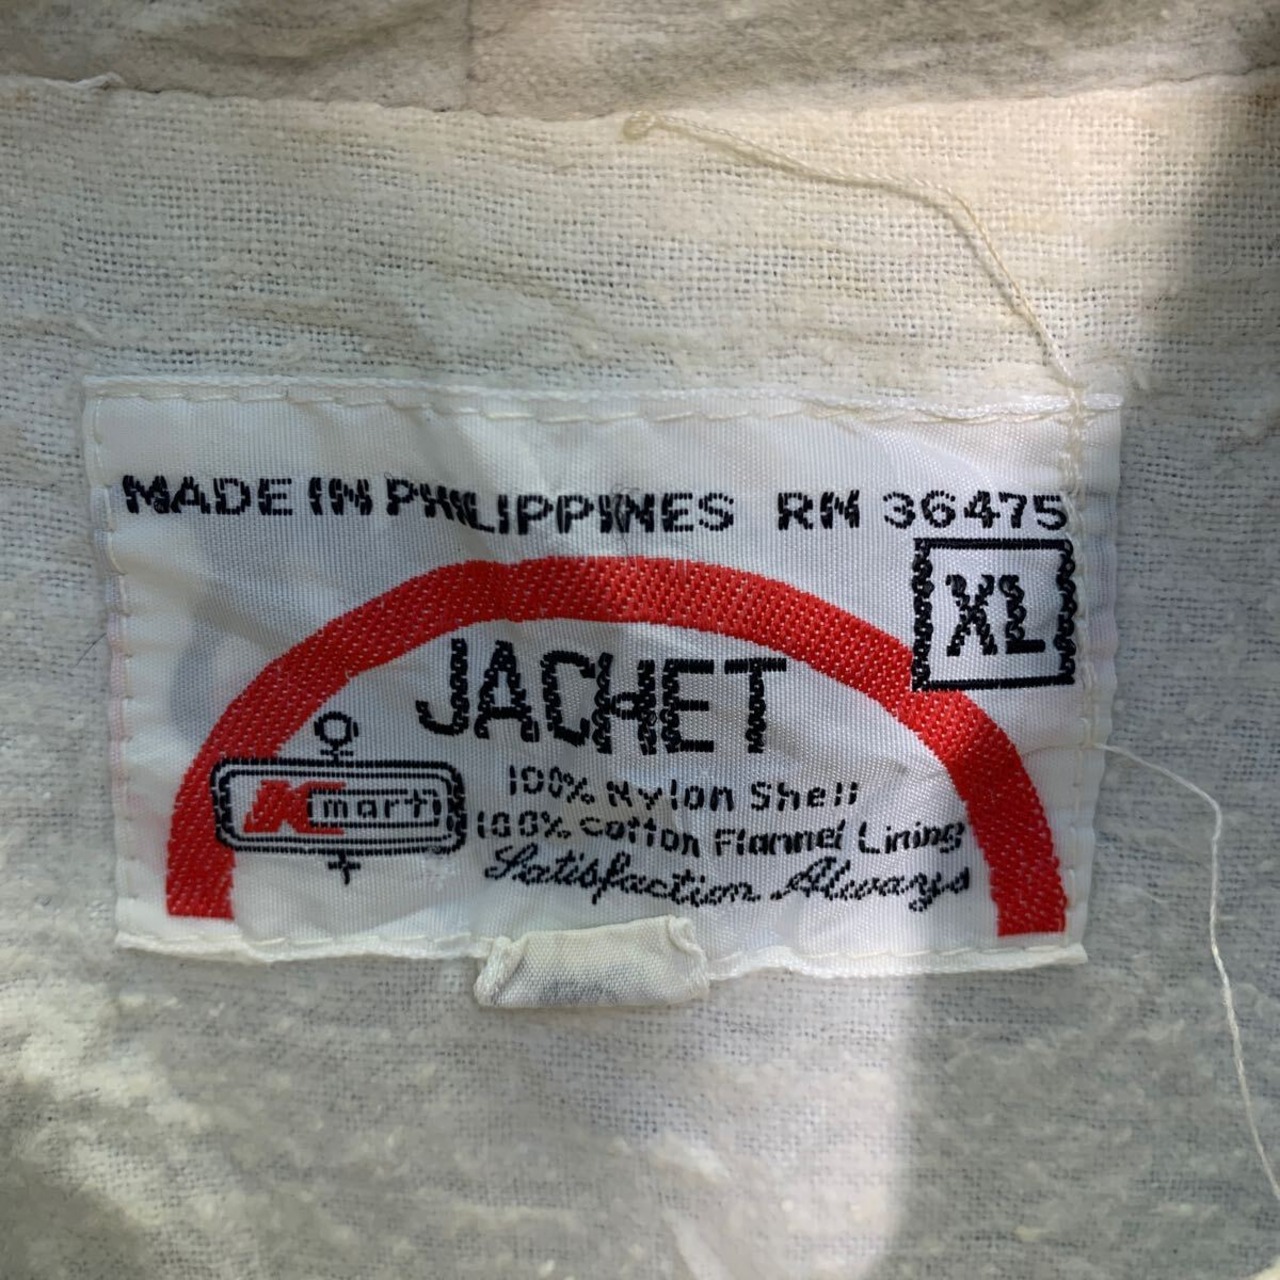 MADE IN PHILIPPINES RN 36475
XL
JACKET
Kmart
100% Nylon Shell
100% Cotton Flannel Lining
Satisfaction Always